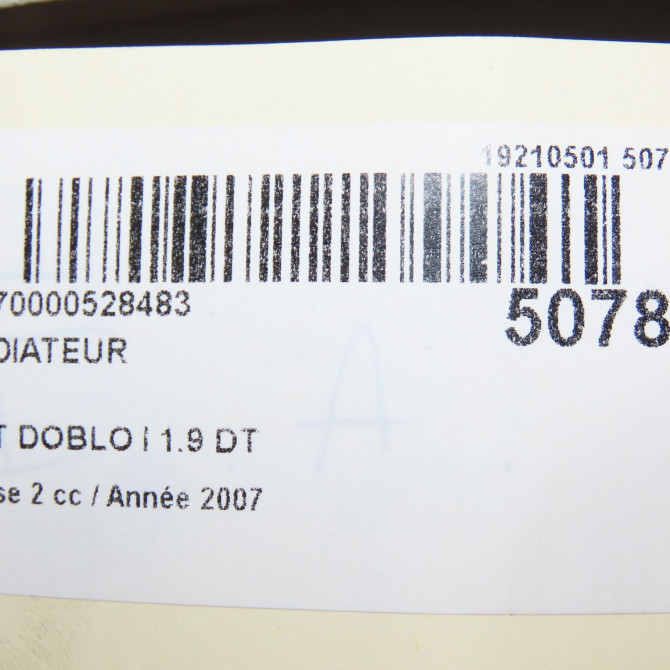 19210501 507
70000528483
5078
DIATEUR
A
T DOBLO I 1.9 DT
se 2 cc / Année 2007